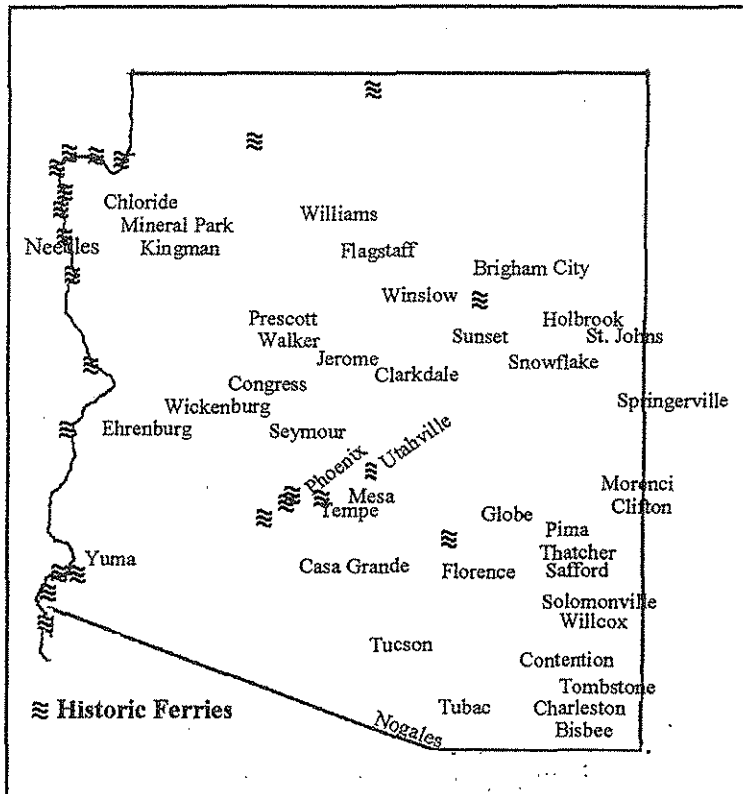 Chloride
Williams
Mineral Park
Needles
Kingman
Flagstaff
Brigham City
Winslow
Prescott
Holbrook
Walker
Sunset
St. Johns
Jerome
Snowflake
Clarkdale
Congress
Wickenburg
Springerville
Ehrenburg
Seymour
Utahville
Phoenix
Morenci
Mesa
Clifton
Tempe
Globe
Pima
Yuma
Thatcher
Casa Grande
Florence
Safford
Solomonville
Willcox
Tucson
Contention
Tombstone
Historic Ferries
Tubac
Charleston
Nogales
Bisbee